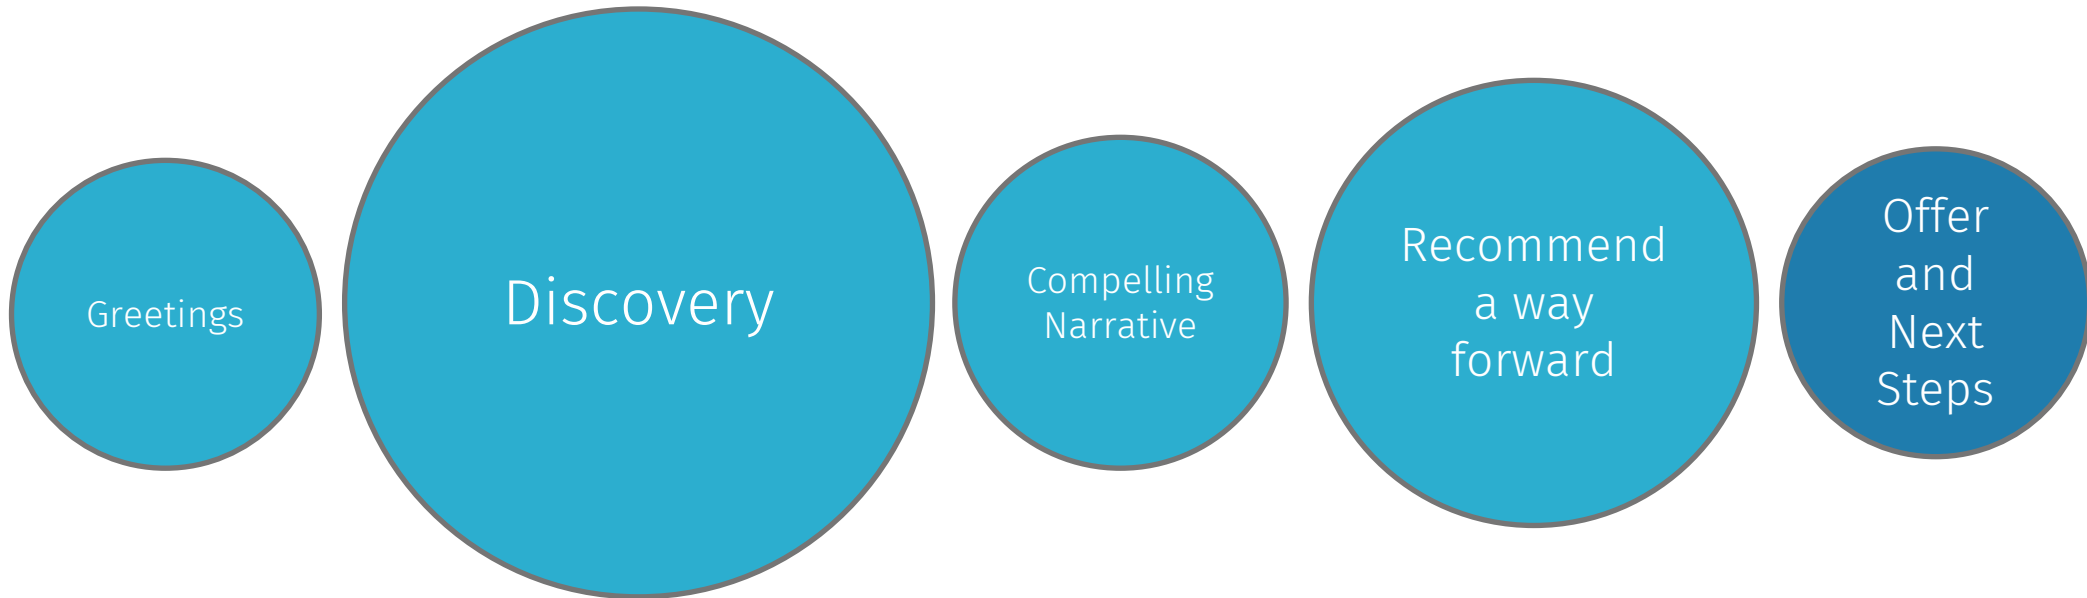 Greetings
Discovery
Compelling
Narrative
Recommend
a way
forward
Offer
and
Next
Steps